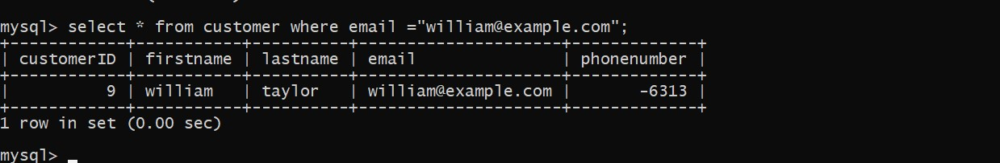 mysql> select * from customer where email ="william@example.com";
+------------+-----------+----------+---------------------+-------------+
| customerID | firstname | lastname | email               | phonenumber |
+------------+-----------+----------+---------------------+-------------+
|          9 | william   | taylor   | william@example.com |       -6313 |
+------------+-----------+----------+---------------------+-------------+
1 row in set (0.00 sec)
mysql>